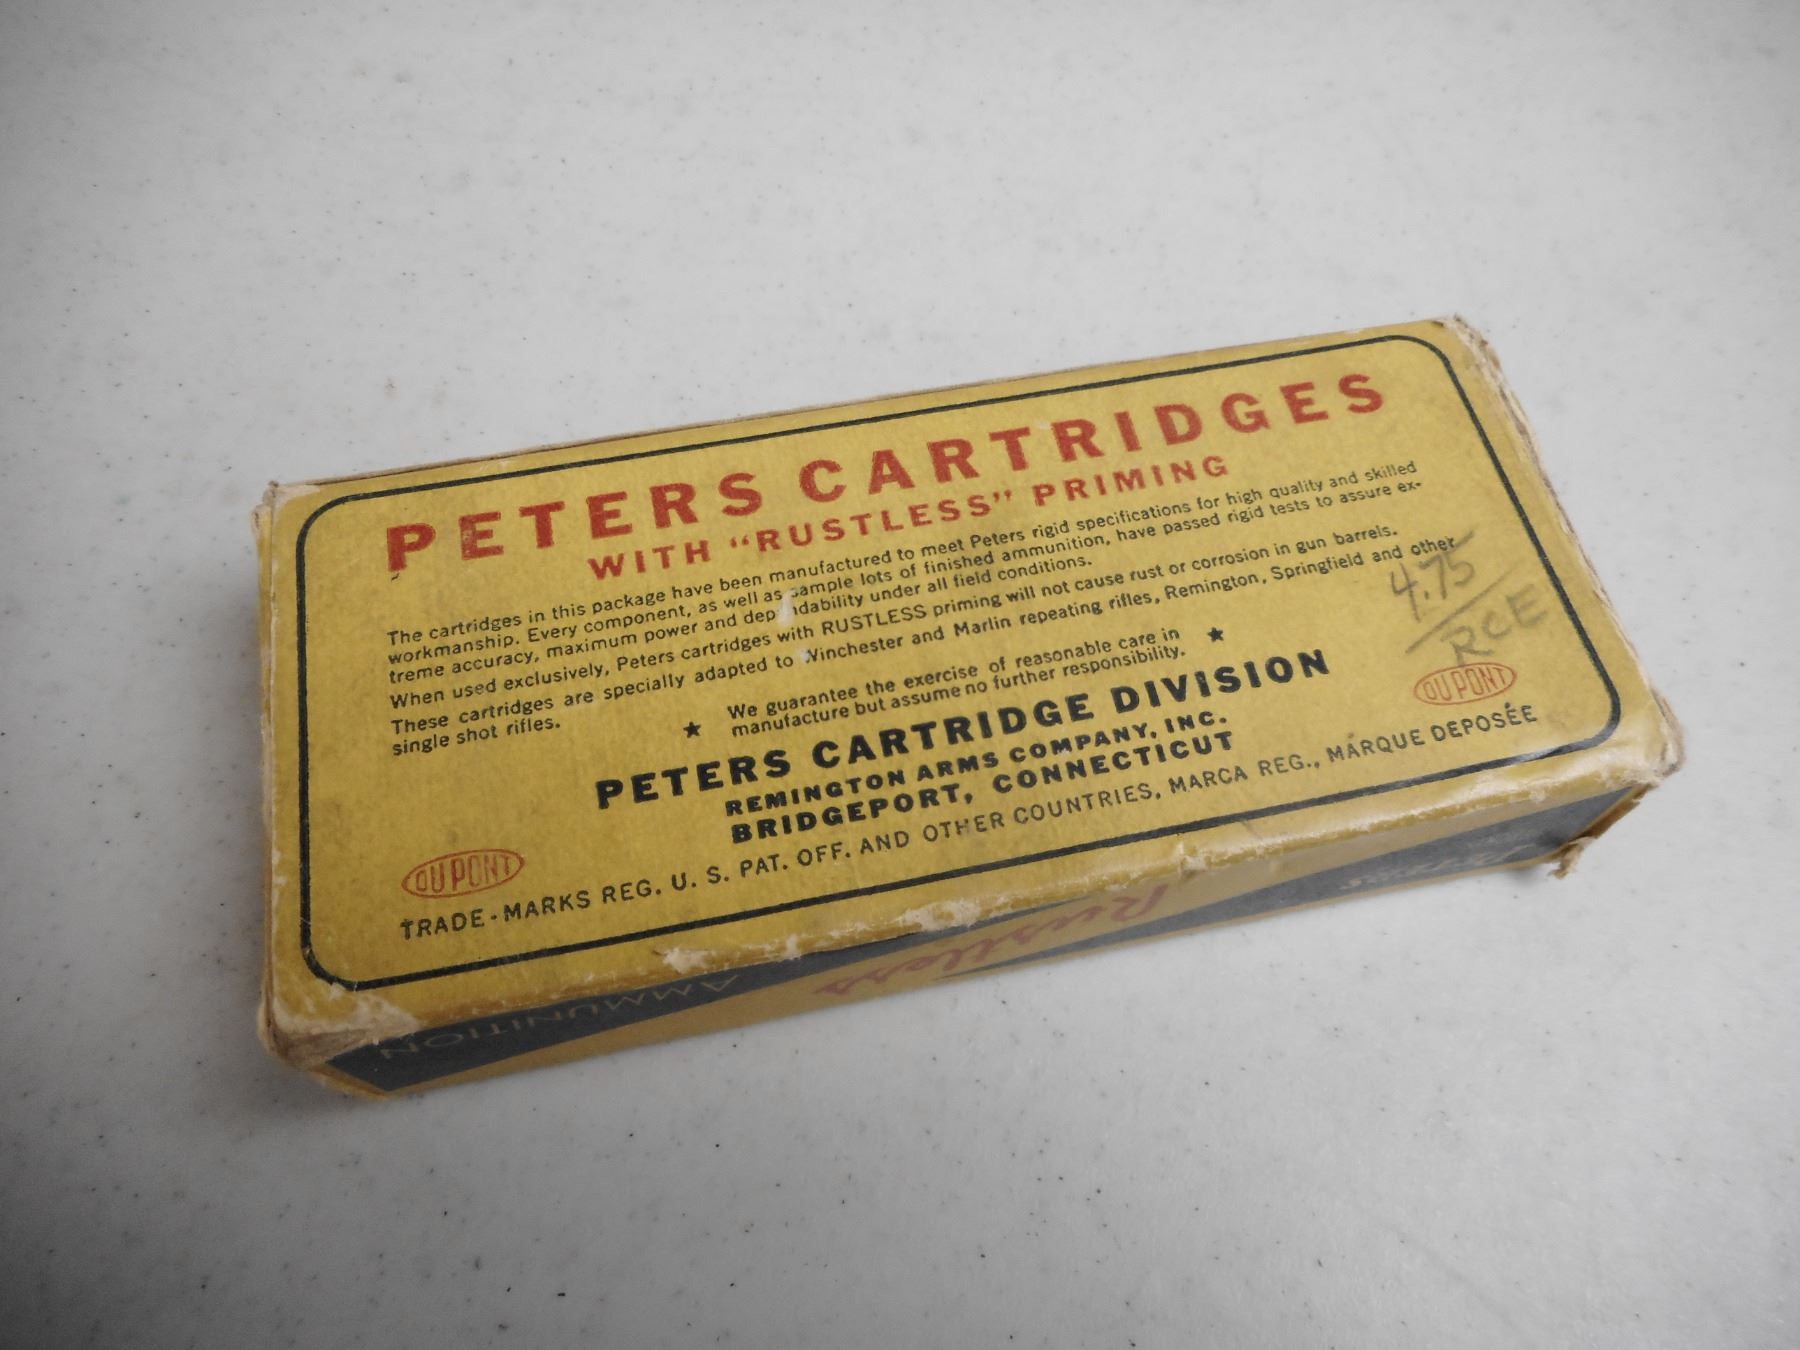 PETERS CARTRIDGES
WITH "RUSTLESS" PRIMING
The cartridges in this package have been manufactured to meet Peters rigid specifications for high quality and skilled
workmanship. Every component, as well as sample lots of finished ammunition, have passed rigid tests to assure ex-
treme accuracy, maximum power and dep ndability under all field conditions.
When used exclusively, Peters cartridges with RUSTLESS priming will not cause rust or corrosion in gun barrels.
These cartridges are specially adapted to Winchester and Marlin repeating rifles, Remington, Springfield and other
single shot rifles.
4.75
RCE
★ We guarantee the exercise of reasonable care in ★
manufacture but assume no further responsibility.
PETERS CARTRIDGE DIVISION
REMINGTON ARMS COMPANY, INC.
BRIDGEPORT, CONNECTICUT
DU PONT
DU PONT
TRADE-MARKS REG. U. S. PAT. OFF. AND OTHER COUNTRIES, MARCA REG., MARQUE DEPOSÉE
Rustless
AMMUNITION